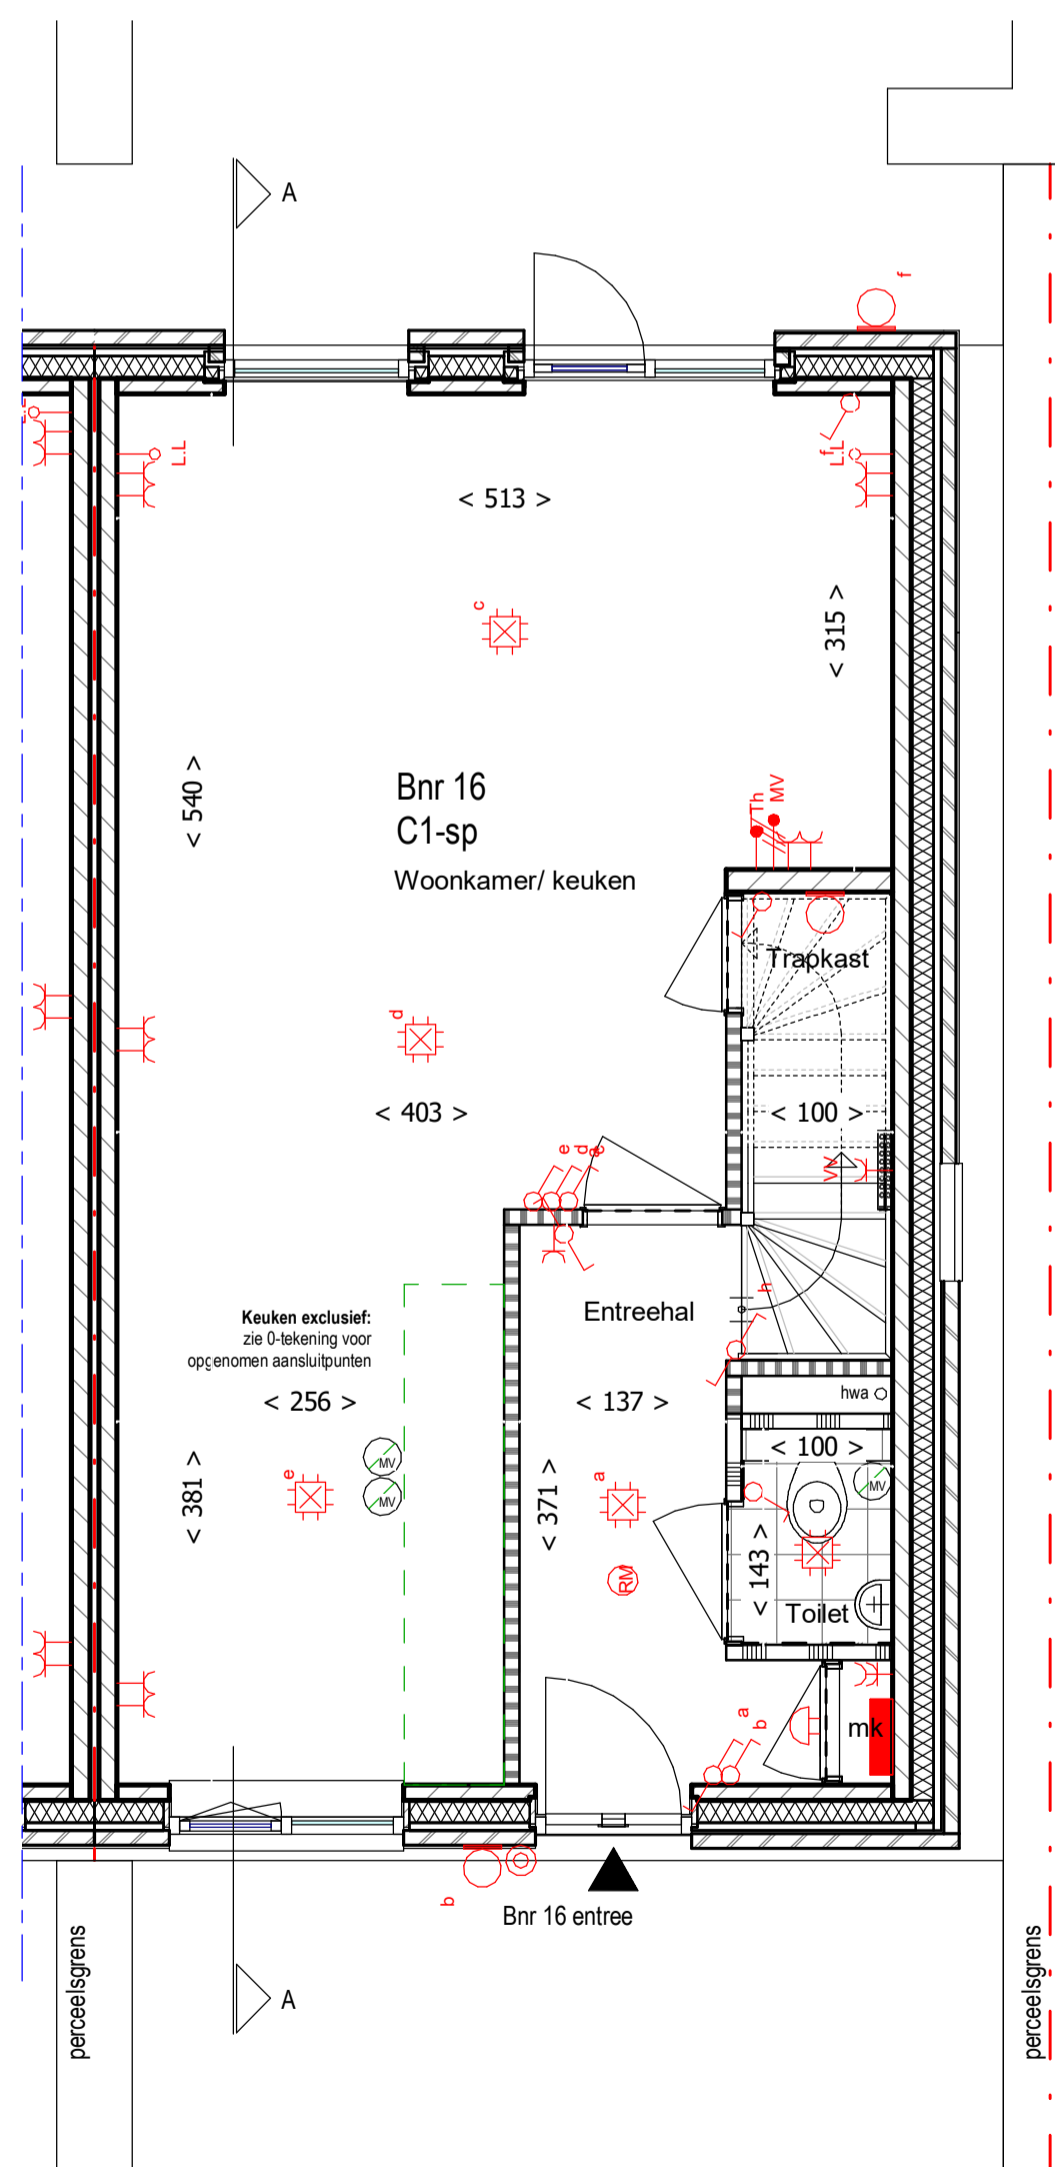 A
f
L.L
L.L
f
L.L
< 513 >
c
< 315 >
< 540 >
Bnr 16
C1-sp
Woonkamer/ keuken
Th
MV
Trapkast
d
< 403 >
< 100 >
e
d
VW
h
Entreehal
Keuken exclusief:
zie 0-tekening voor
opgenomen aansluitpunten
< 256 >
< 137 >
hwa
< 100 >
MV
MV
MV
e
a
< 381 >
< 371 >
< 143 >
RM
Toilet
a
b
mk
b
Bnr 16 entree
perceelsgrens
perceelsgrens
A